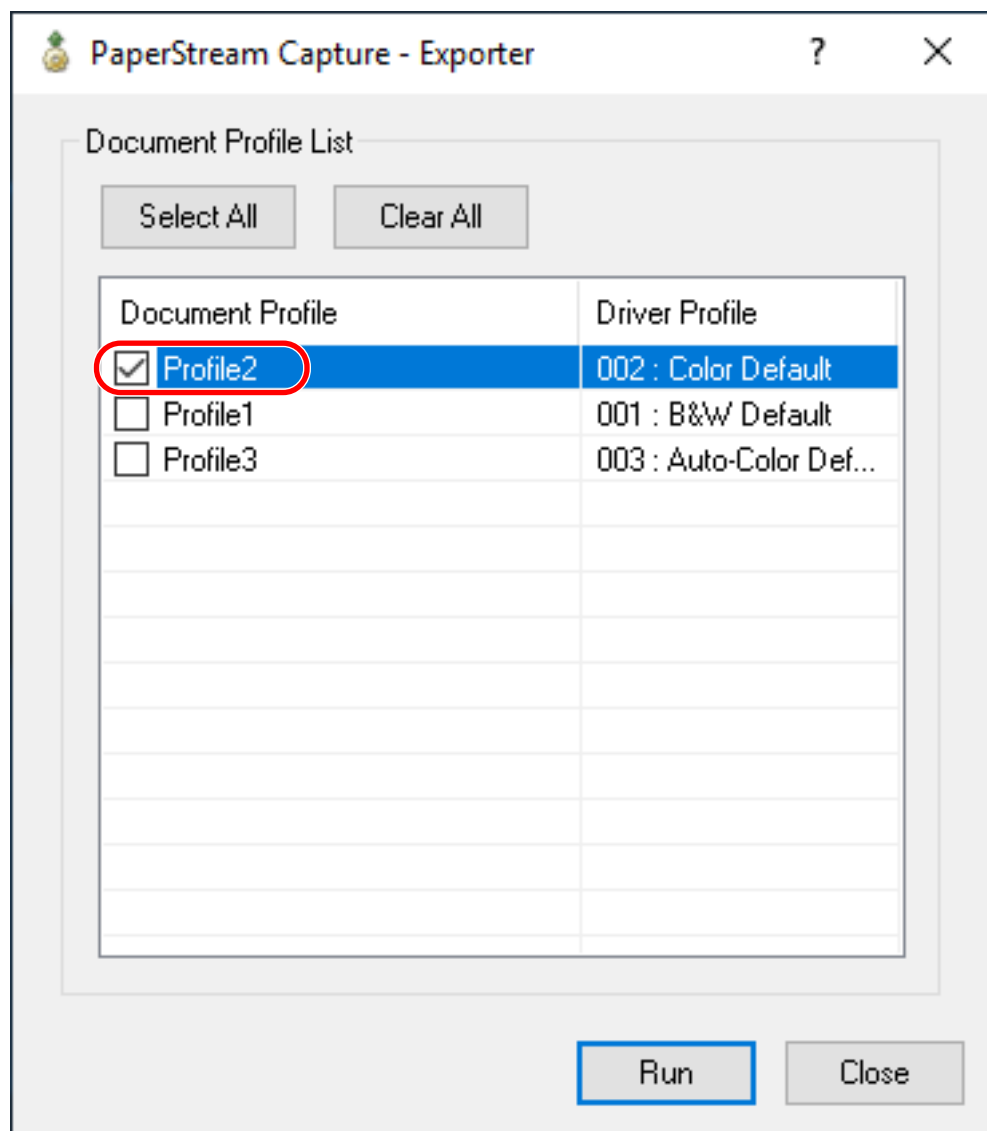 PaperStream Capture - Exporter ?
Document Profile List
Select All Clear All
Document Profile Driver Profile
Profile2 002 : Color Default
Profile1 001 : B&W Default
Profile3 003 : Auto-Color Def...
Run Close